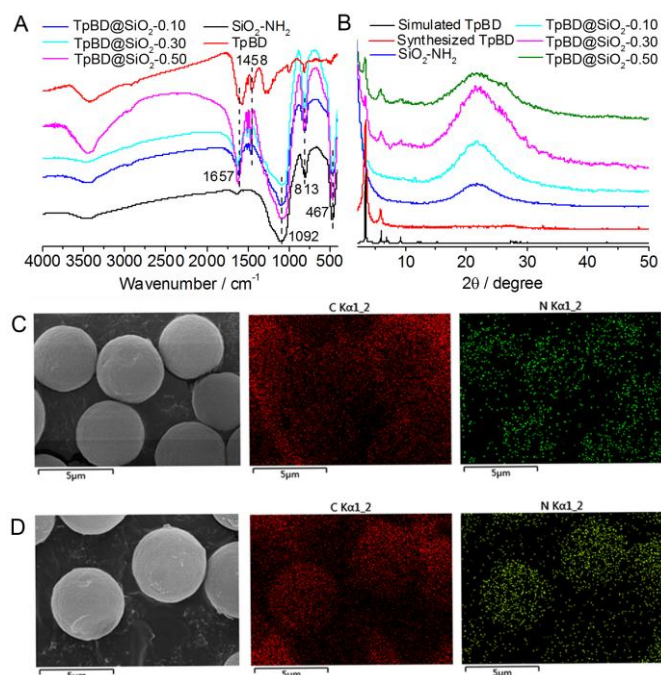 A
TpBD@SiO₂-0.10
TpBD@SiO₂-0.30
TpBD@SiO₂-0.50
SiO₂-NH₂
TpBD
1458
1657
813
467
1092
4000 3500 3000 2500 2000 1500 1000 500
Wavenumber / cm⁻¹
B
Simulated TpBD
Synthesized TpBD
SiO₂-NH₂
TpBD@SiO₂-0.10
TpBD@SiO₂-0.30
TpBD@SiO₂-0.50
10 20 30 40 50
2θ / degree
C
5μm
C Kα1_2
5μm
N Kα1_2
5μm
D
5μm
C Kα1_2
5μm
N Kα1_2
5μm